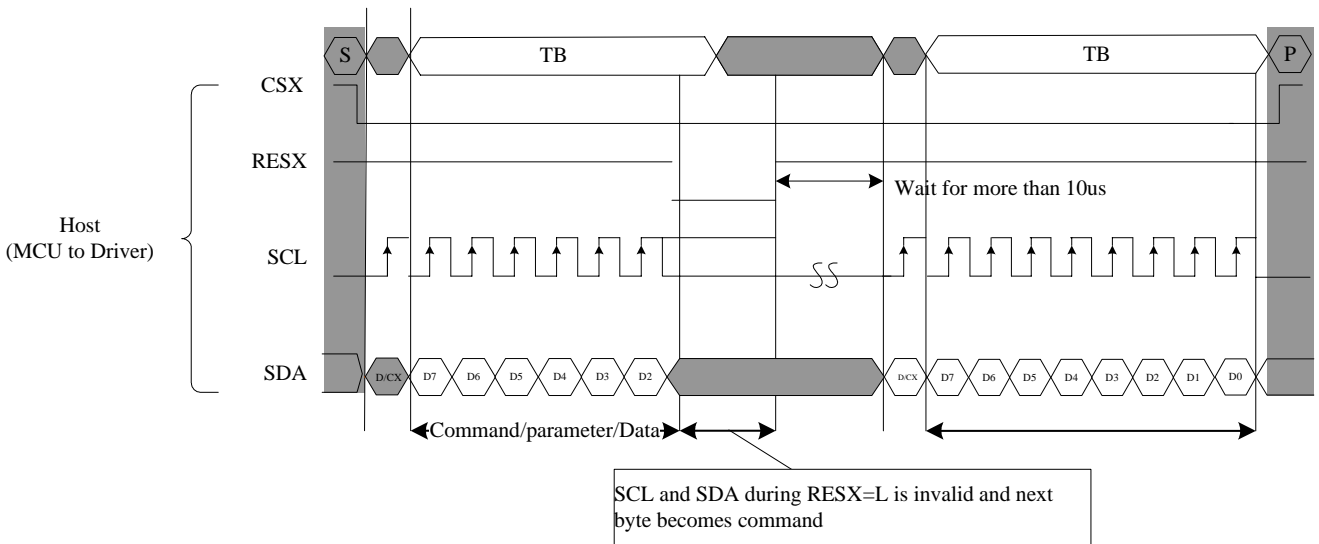 S
TB
TB
P
CSX
RESX
Wait for more than 10us
Host
(MCU to Driver)
SCL
SDA
D/CX
D7
D6
D5
D4
D3
D2
D/CX
D7
D6
D5
D4
D3
D2
D1
D0
Command/parameter/Data
SCL and SDA during RESX=L is invalid and next
byte becomes command